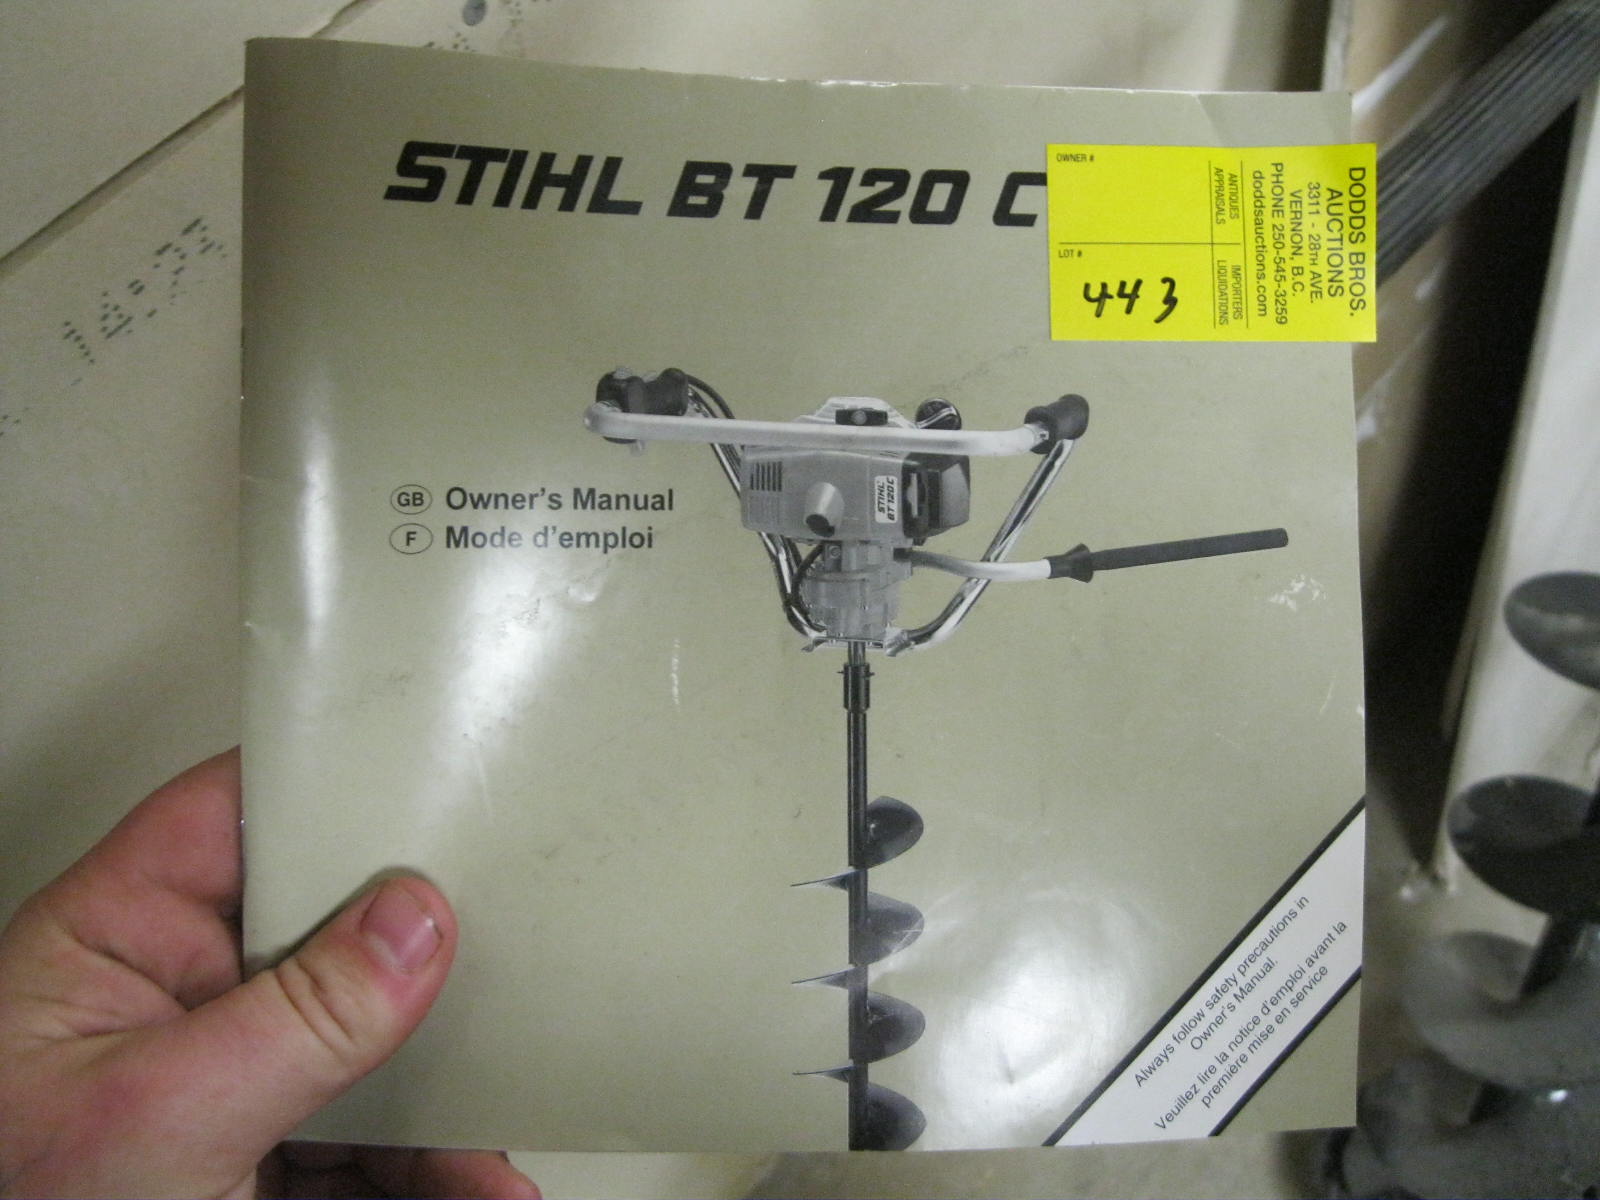 STIHL BT 120 C
OWNER #
LOT #
443
ANTIQUES
APPRAISALS
IMPORTERS
LIQUIDATIONS
DODDS BROS.
AUCTIONS
3311 - 28TH AVE.
VERNON, B.C.
PHONE 250-545-3259
doddsauctions.com
GB Owner's Manual
F Mode d'emploi
STIHL
BT 120 C
Always follow safety precautions in
Owner's Manual.
Veuillez lire la notice d'emploi avant la
première mise en service